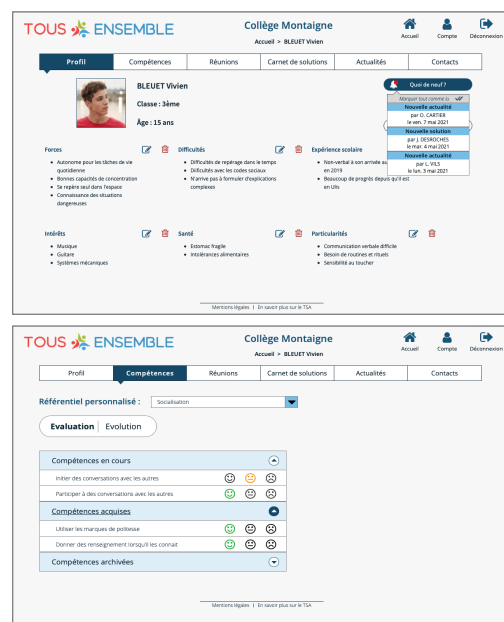 TOUS ENSEMBLE
Collège Montaigne
Accueil > BLEUET Vivien
Accueil
Compte
Déconnexion
Profil
Compétences
Réunions
Carnet de solutions
Actualités
Contacts
BLEUET Vivien
Classe : 3ème
Âge : 15 ans
Quoi de neuf ?
Marquer tout comme lu
Nouvelle actualité
par O. CARTIER
le ven. 7 mai 2021
Nouvelle solution
par J. DESROCHES
le mar. 4 mai 2021
Nouvelle actualité
par L. VILS
le lun. 3 mai 2021
Forces
Autonome pour les tâches de vie
quotidienne
Bonnes capacités de concentration
Se repère seul dans l'espace
Connaissance des situations
dangereuses
Difficultés
Difficultés de repérage dans le temps
Difficultés avec les codes sociaux
N'arrive pas à formuler d'explications
complexes
Expérience scolaire
Non-verbal à son arrivée au
en 2019
Beaucoup de progrès depuis qu'il est
en Ulis
Intérêts
Musique
Guitare
Systèmes mécaniques
Santé
Estomac fragile
Intolérances alimentaires
Particularités
Communication verbale difficile
Besoin de routines et rituels
Sensibilité au toucher
Mentions légales | En savoir plus sur le TSA
TOUS ENSEMBLE
Collège Montaigne
Accueil > BLEUET Vivien
Accueil
Compte
Déconnexion
Profil
Compétences
Réunions
Carnet de solutions
Actualités
Contacts
Référentiel personnalisé :
Socialisation
Evaluation | Evolution
Compétences en cours
Initier des conversations avec les autres
Participer à des conversations avec les autres
Compétences acquises
Utiliser les marques de politesse
Donner des renseignement lorsqu'il les connait
Compétences archivées
Mentions légales | En savoir plus sur le TSA